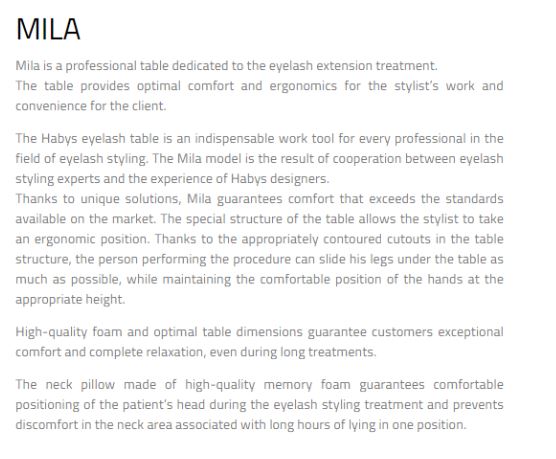 MILA
Mila is a professional table dedicated to the eyelash extension treatment.
The table provides optimal comfort and ergonomics for the stylist's work and
convenience for the client.
The Habys eyelash table is an indispensable work tool for every professional in the
field of eyelash styling. The Mila model is the result of cooperation between eyelash
styling experts and the experience of Habys designers.
Thanks to unique solutions, Mila guarantees comfort that exceeds the standards
available on the market. The special structure of the table allows the stylist to take
an ergonomic position. Thanks to the appropriately contoured cutouts in the table
structure, the person performing the procedure can slide his legs under the table as
much as possible, while maintaining the comfortable position of the hands at the
appropriate height.
High-quality foam and optimal table dimensions guarantee customers exceptional
comfort and complete relaxation, even during long treatments.
The neck pillow made of high-quality memory foam guarantees comfortable
positioning of the patient's head during the eyelash styling treatment and prevents
discomfort in the neck area associated with long hours of lying in one position.